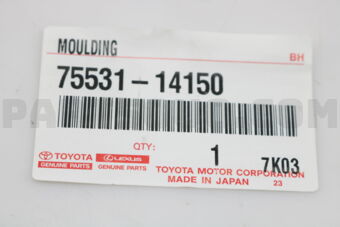 MOULDING
BH
75531-14150
QTY: 1 7K03
TOYOTA LEXUS
GENUINE PARTS GENUINE PARTS
TOYOTA MOTOR CORPORATION
MADE IN JAPAN 23